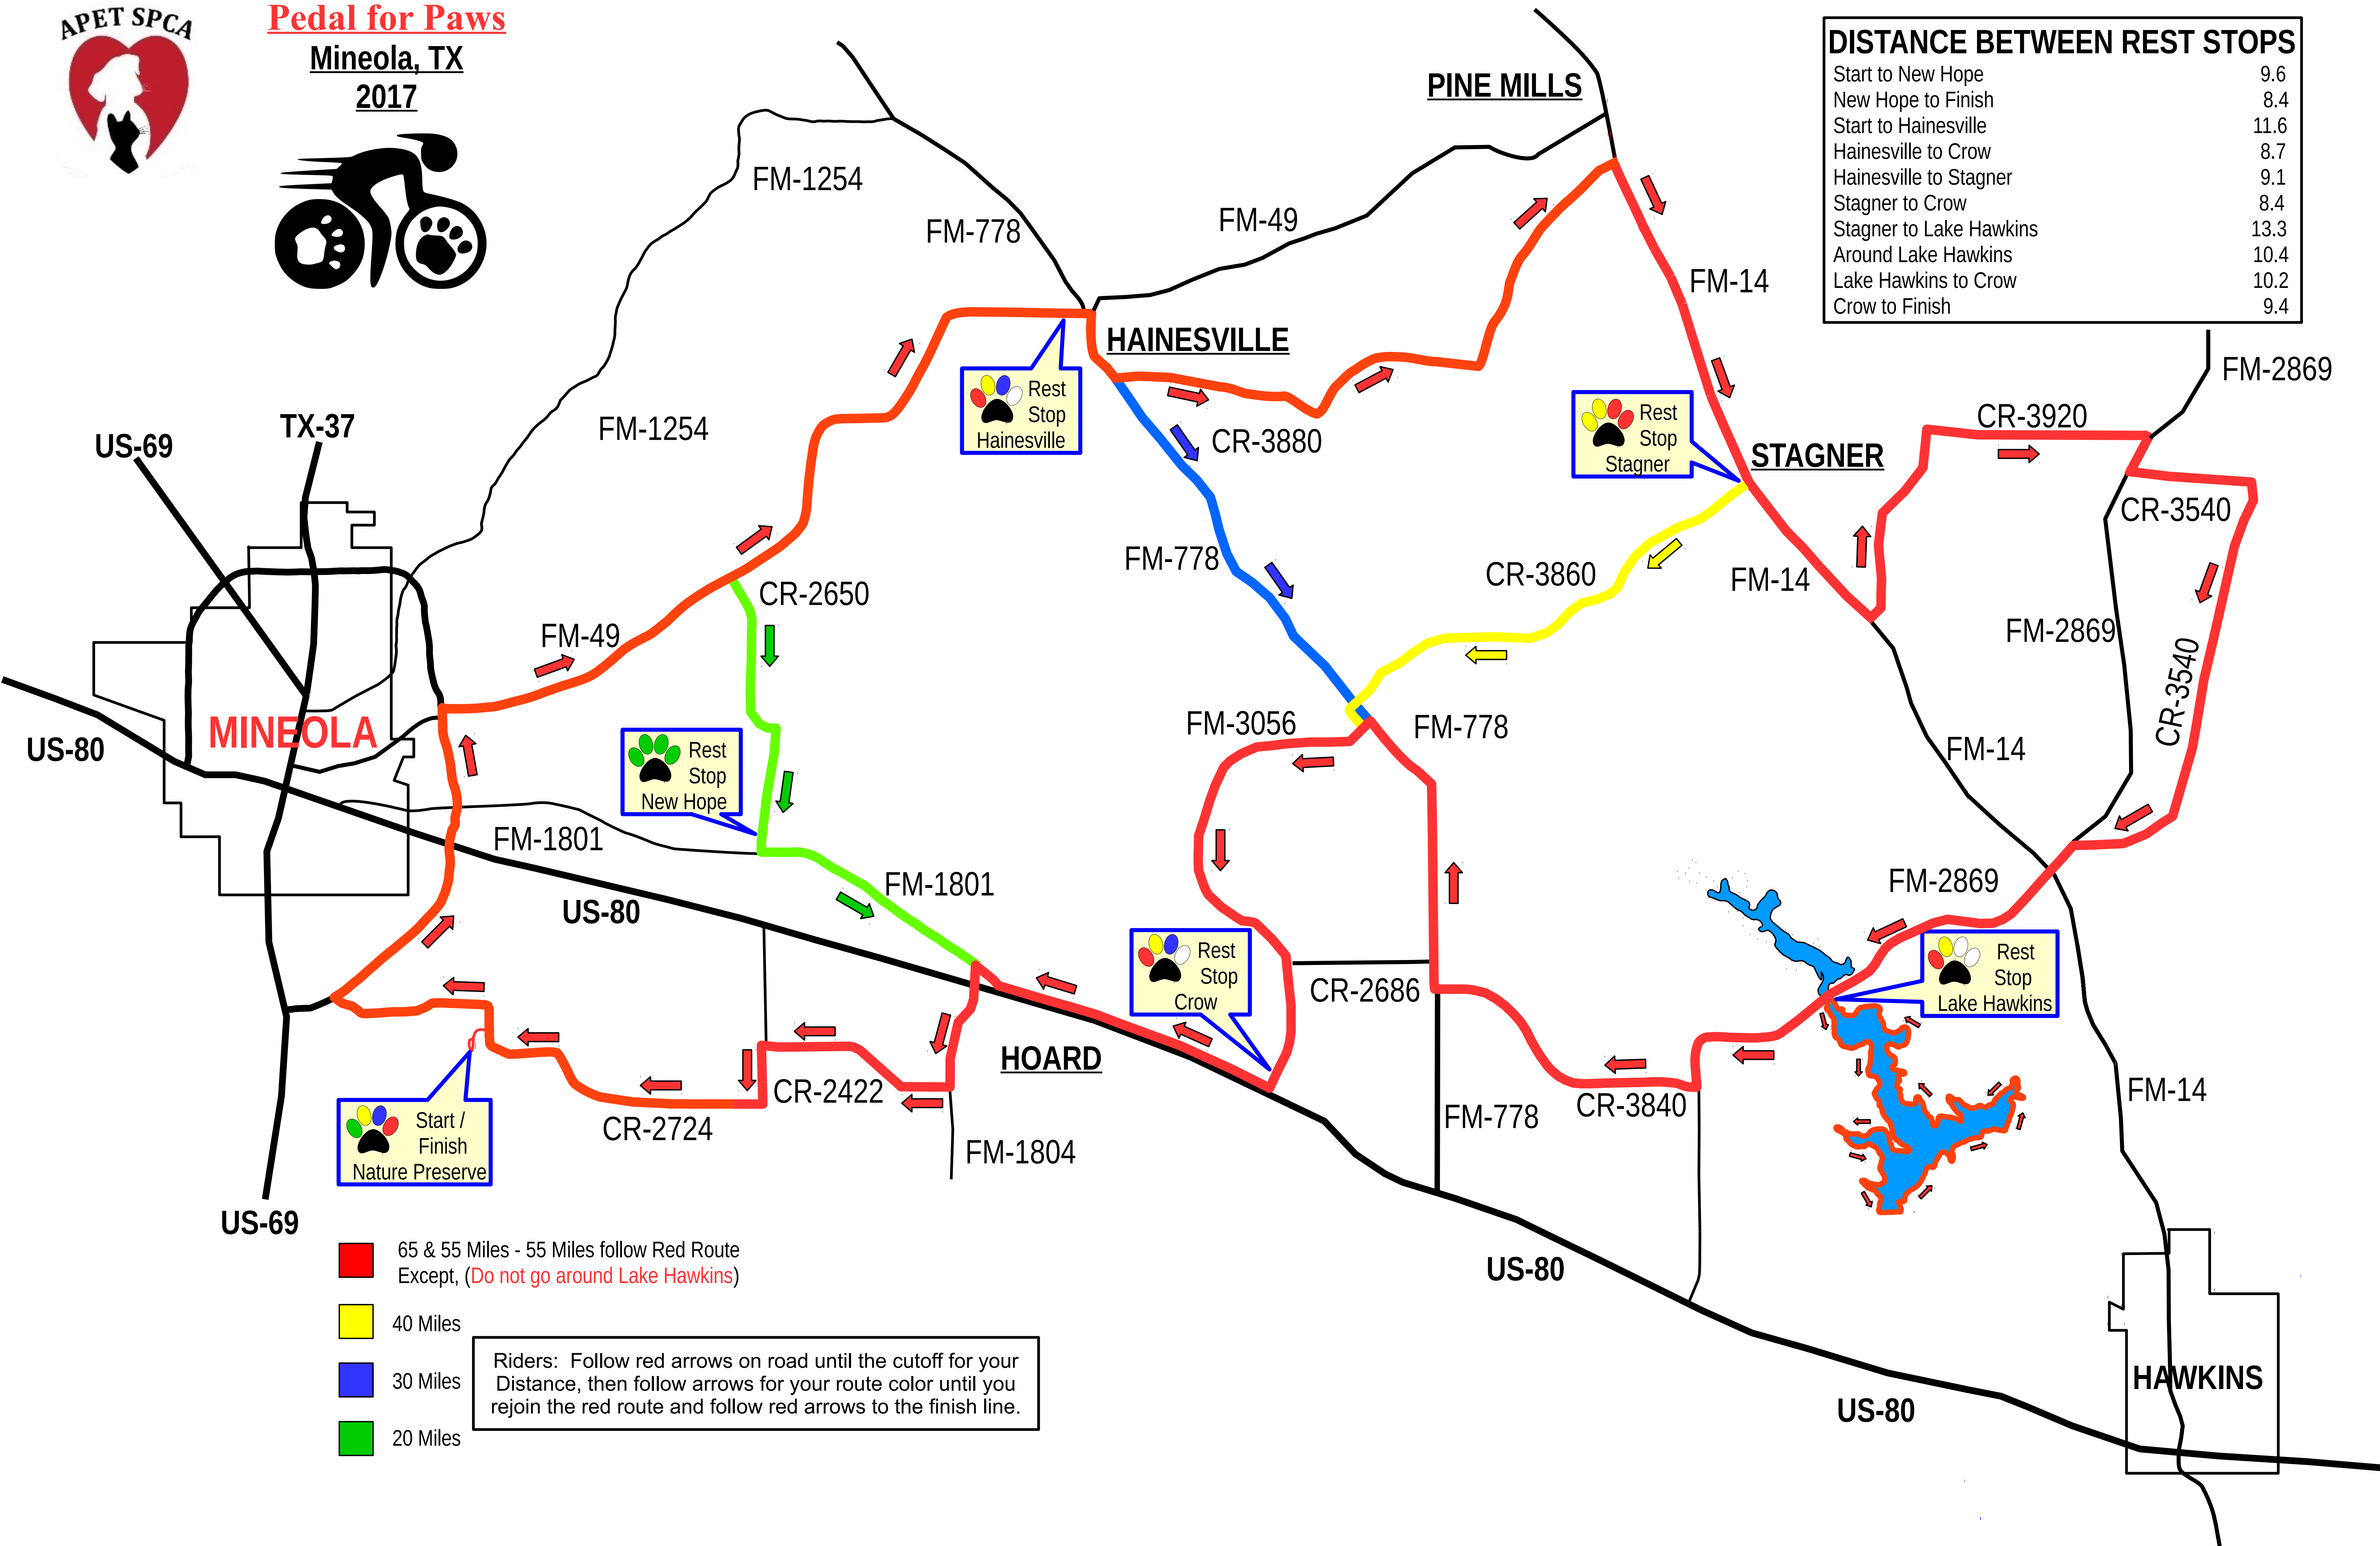 APET SPCA
Pedal for Paws
Mineola, TX
2017
DISTANCE BETWEEN REST STOPS
Start to New Hope 9.6
New Hope to Finish 8.4
Start to Hainesville 11.6
Hainesville to Crow 8.7
Hainesville to Stagner 9.1
Stagner to Crow 8.4
Stagner to Lake Hawkins 13.3
Around Lake Hawkins 10.4
Lake Hawkins to Crow 10.2
Crow to Finish 9.4
PINE MILLS
FM-1254
FM-778
FM-49
FM-14
HAINESVILLE
FM-2869
Rest
Stop
Hainesville
Rest
Stop
Stagner
CR-3920
TX-37
US-69
FM-1254
CR-3880
STAGNER
CR-3540
FM-778
CR-3860
FM-14
CR-2650
FM-49
FM-2869
CR-3540
MINEOLA
US-80
FM-3056
FM-778
FM-14
Rest
Stop
New Hope
FM-1801
FM-1801
US-80
FM-2869
Rest
Stop
Crow
CR-2686
Rest
Stop
Lake Hawkins
HOARD
CR-2422
CR-2724
FM-1804
FM-778
CR-3840
FM-14
Start /
Finish
Nature Preserve
US-69
65 & 55 Miles - 55 Miles follow Red Route
Except, (Do not go around Lake Hawkins)
40 Miles
30 Miles
20 Miles
Riders: Follow red arrows on road until the cutoff for your
Distance, then follow arrows for your route color until you
rejoin the red route and follow red arrows to the finish line.
US-80
US-80
HAWKINS